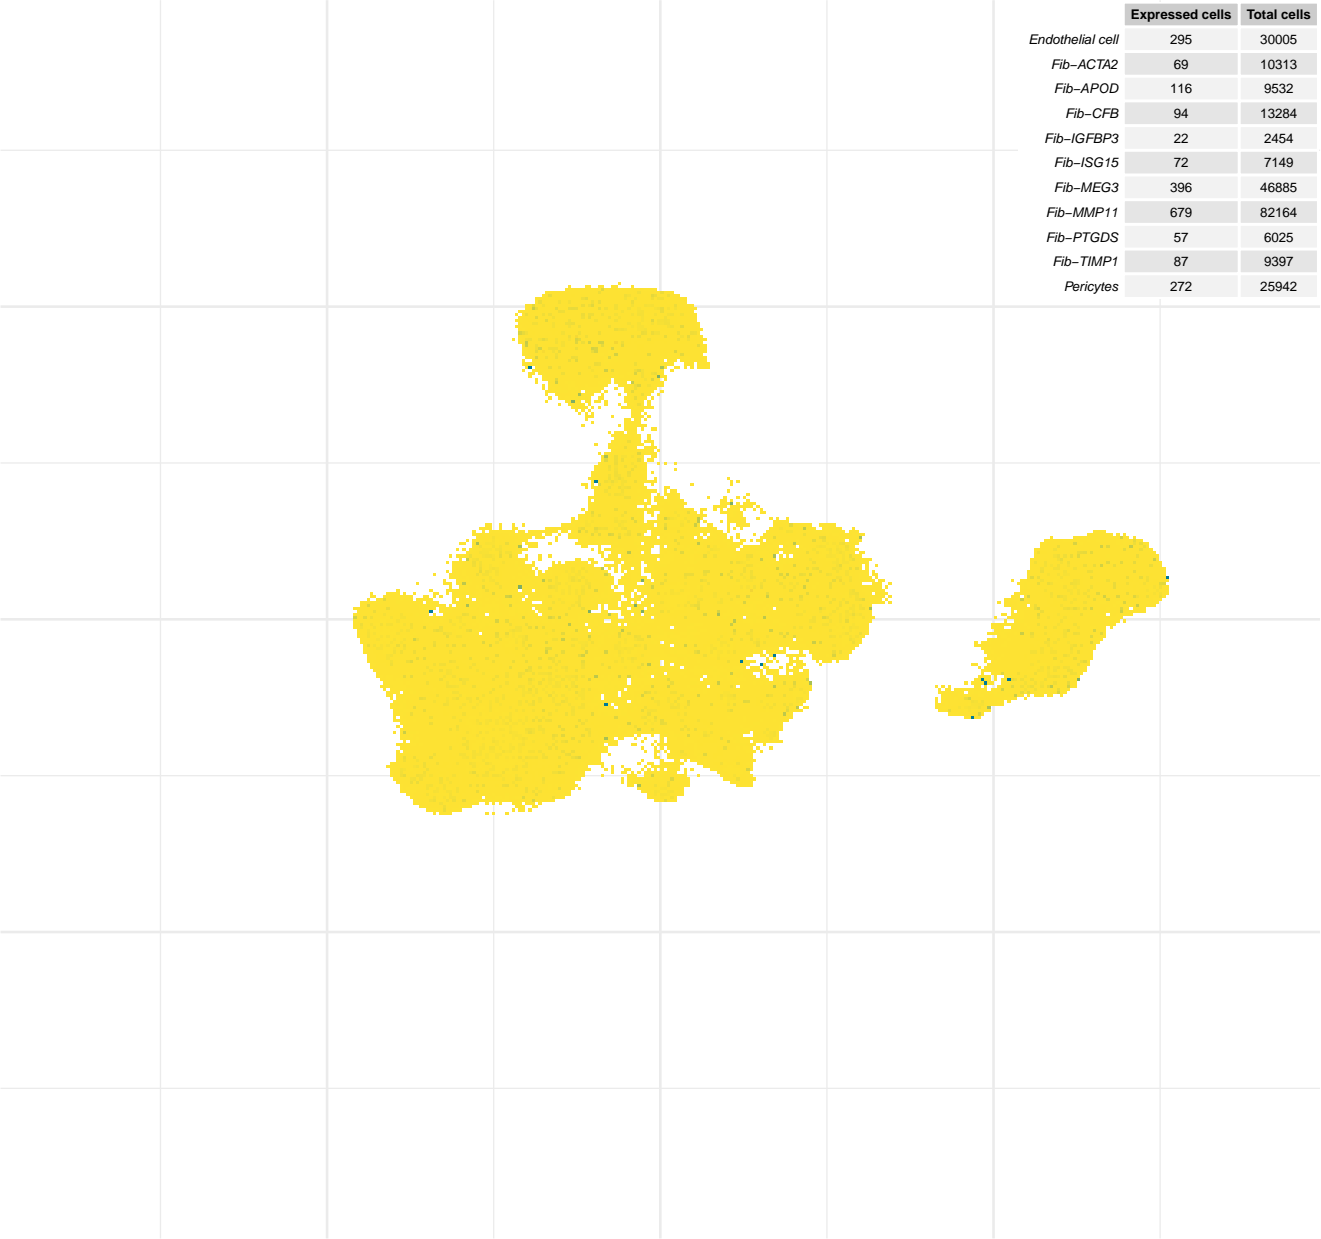 Expressed cells Total cells
Endothelial cell 295 30005
Fib−ACTA2 69 10313
Fib−APOD 116 9532
Fib−CFB 94 13284
Fib−IGFBP3 22 2454
Fib−ISG15 72 7149
Fib−MEG3 396 46885
Fib−MMP11 679 82164
Fib−PTGDS 57 6025
Fib−TIMP1 87 9397
Pericytes 272 25942